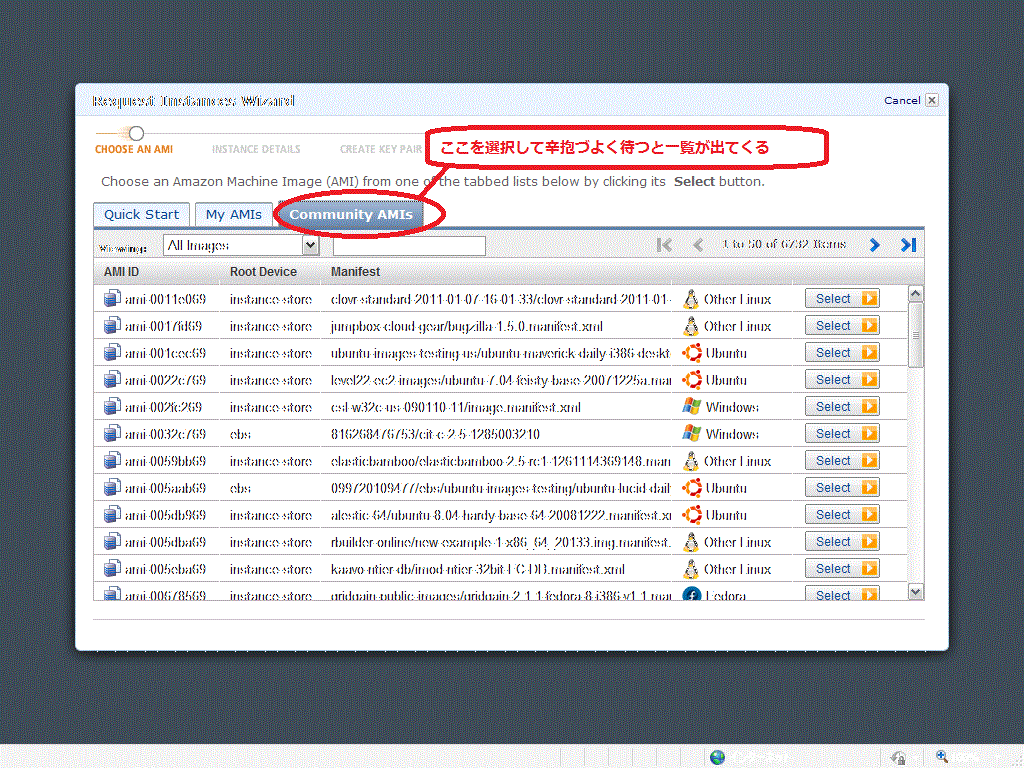 Request Instances Wizard
Cancel
CHOOSE AN AMI INSTANCE DETAILS CREATE KEY PAIR
ここを選択して辛抱づよく待つと一覧が出てくる
Choose an Amazon Machine Image (AMI) from one of the tabbed lists below by clicking its Select button.
Quick Start My AMIs Community AMIs
Viewing: All Images 1 to 50 of 6732 Items
AMI ID Root Device Manifest
ami-0011e069 instance-store clovr-standard-2011-01-07-16-01-33/clovr-standard-2011-01- Other Linux Select
ami-0017fd69 instance-store jumpbox-cloud-gear/bugzilla-1.5.0.manifest.xml Other Linux Select
ami-001cec69 instance-store ubuntu-images-testing-us/ubuntu-maverick-daily-i386-deskt Ubuntu Select
ami-0022c769 instance-store level22-ec2-images/ubuntu-7.04-feisty-base-20071225a.mar Ubuntu Select
ami-002fc269 instance-store csl-w32c-us-090110-11/image.manifest.xml Windows Select
ami-0032c769 ebs 816268476753/cit-c-2.5-1285003210 Windows Select
ami-0059bb69 instance-store elasticbamboo/elasticbamboo-2.5-rc1-1261114369148.man Other Linux Select
ami-005aab69 ebs 099720109477/ebs/ubuntu-images-testing/ubuntu-lucid-dail Ubuntu Select
ami-005db969 instance-store alestic-64/ubuntu-8.04-hardy-base-64-20081222.manifest.x Ubuntu Select
ami-005dba69 instance-store rbuilder-online/new-example-1-x86_64_20133.img.manifest. Other Linux Select
ami-005eba69 instance-store kaavo-ntier-db/imod-ntier-32bit-FC-DB.manifest.xml Other Linux Select
ami-00678569 instance-store gridgain-public-images/gridgain-2.1.1-fedora-8-i386-v1.1.mar Fedora Select